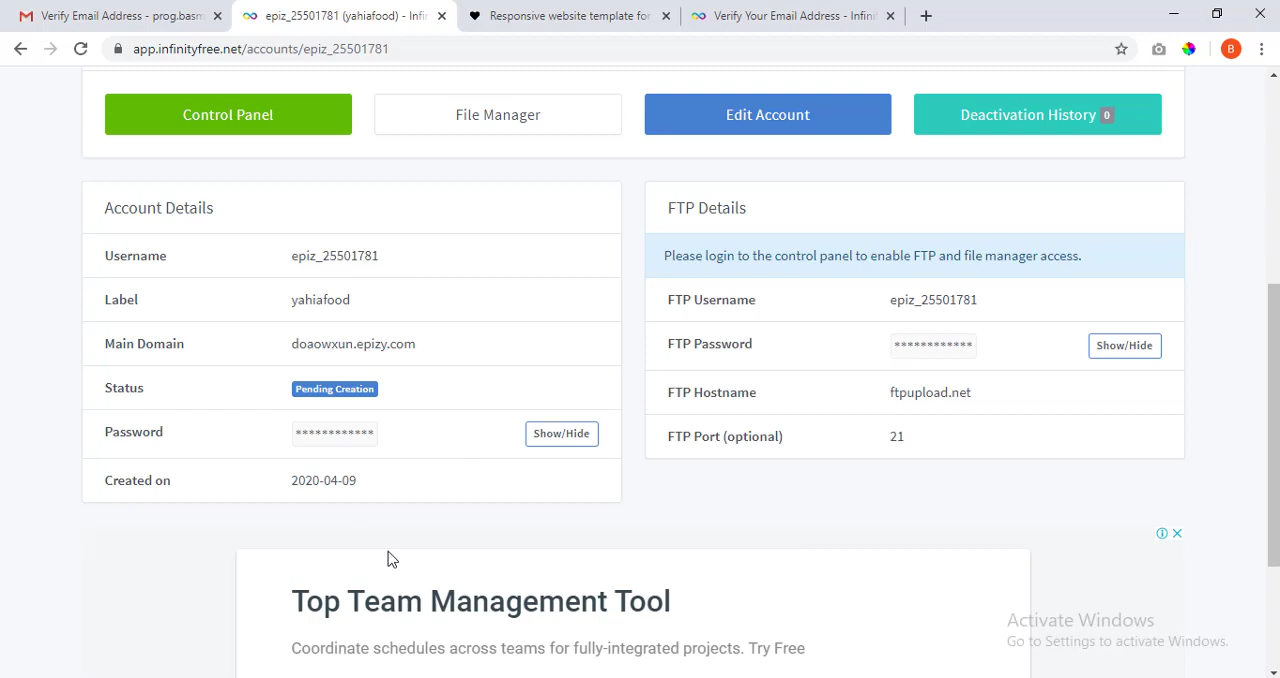 Verify Address - prog.basm
epiz_25501781 (yahiafood) - Infi
Responsive website template for
Verify Your Email Address - Infini
app.infinityfree.net/accounts/epiz_25501781
B
Control Panel
File Manager
Edit Account
Deactivation History 0
Account Details
Username epiz_25501781
Label yahiafood
Main Domain doaowxun.epizy.com
Status Pending Creation
Password ************ Show/Hide
Created on 2020-04-09
FTP Details
Please login to the control panel to enable FTP and file manager access.
FTP Username epiz_25501781
FTP Password ************ Show/Hide
FTP Hostname ftpupload.net
FTP Port (optional) 21
Top Team Management Tool
Coordinate schedules across teams for fully-integrated projects. Try Free
Activate Windows
Go to Settings to activate Windows.